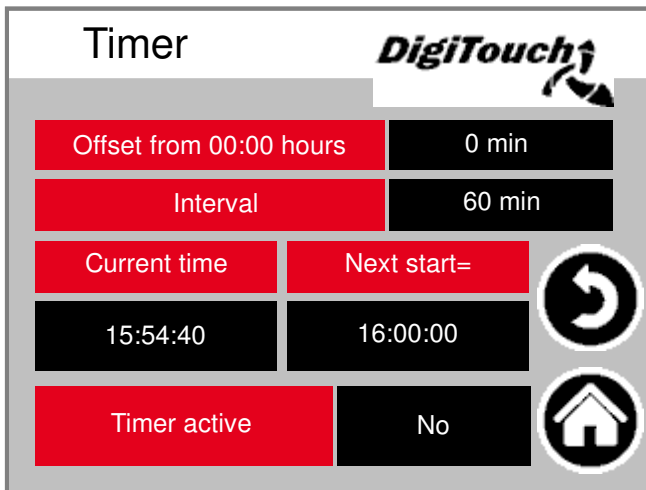 Timer
DigiTouch
Offset from 00:00 hours
0 min
Interval
60 min
Current time
Next start=
15:54:40
16:00:00
Timer active
No